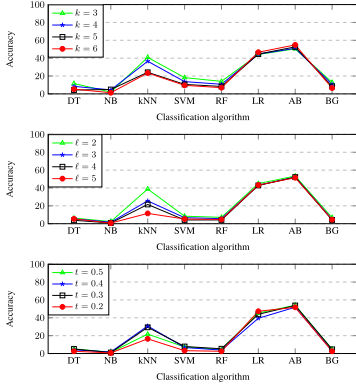 100
80
60
40
20
0
Accuracy
k = 3
k = 4
k = 5
k = 6
DT NB kNN SVM RF LR AB BG
Classification algorithm
100
80
60
40
20
0
Accuracy
ℓ = 2
ℓ = 3
ℓ = 4
ℓ = 5
DT NB kNN SVM RF LR AB BG
Classification algorithm
100
80
60
40
20
0
Accuracy
t = 0.5
t = 0.4
t = 0.3
t = 0.2
DT NB kNN SVM RF LR AB BG
Classification algorithm